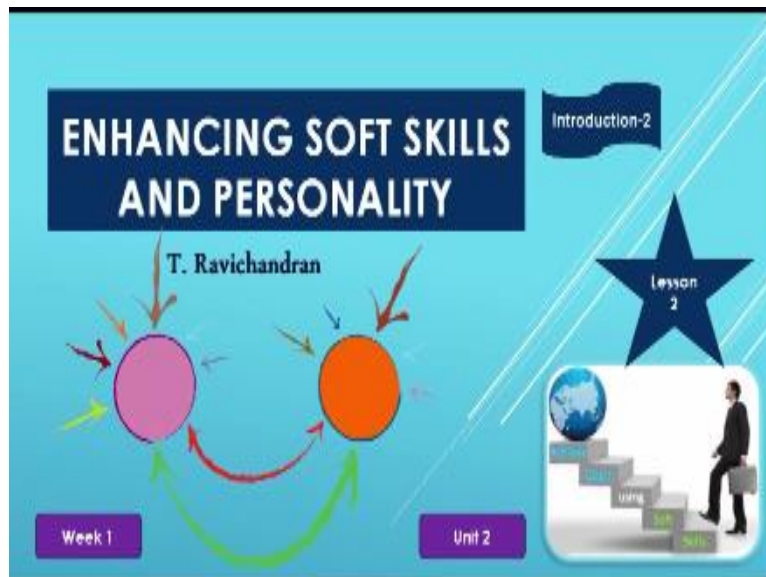 ENHANCING SOFT SKILLS
AND PERSONALITY
Introduction-2
T. Ravichandran
Lesson
2
using
Soft
Skills
Week 1
Unit 2